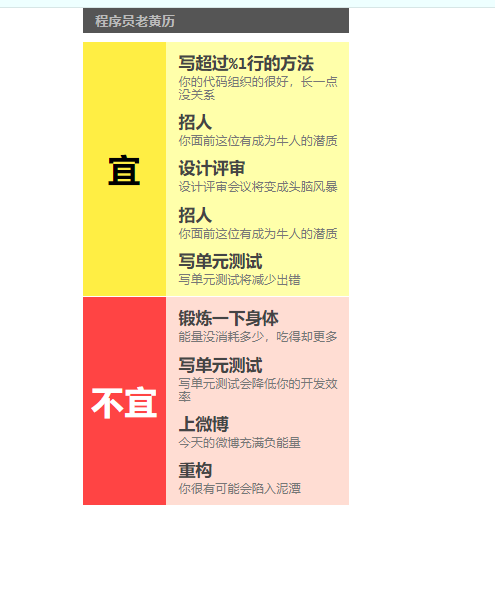 程序员老黄历
宜
写超过%1行的方法
你的代码组织的很好，长一点
没关系
招人
你面前这位有成为牛人的潜质
设计评审
设计评审会议将变成头脑风暴
招人
你面前这位有成为牛人的潜质
写单元测试
写单元测试将减少出错
不宜
锻炼一下身体
能量没消耗多少，吃得却更多
写单元测试
写单元测试会降低你的开发效
率
上微博
今天的微博充满负能量
重构
你很有可能会陷入泥潭